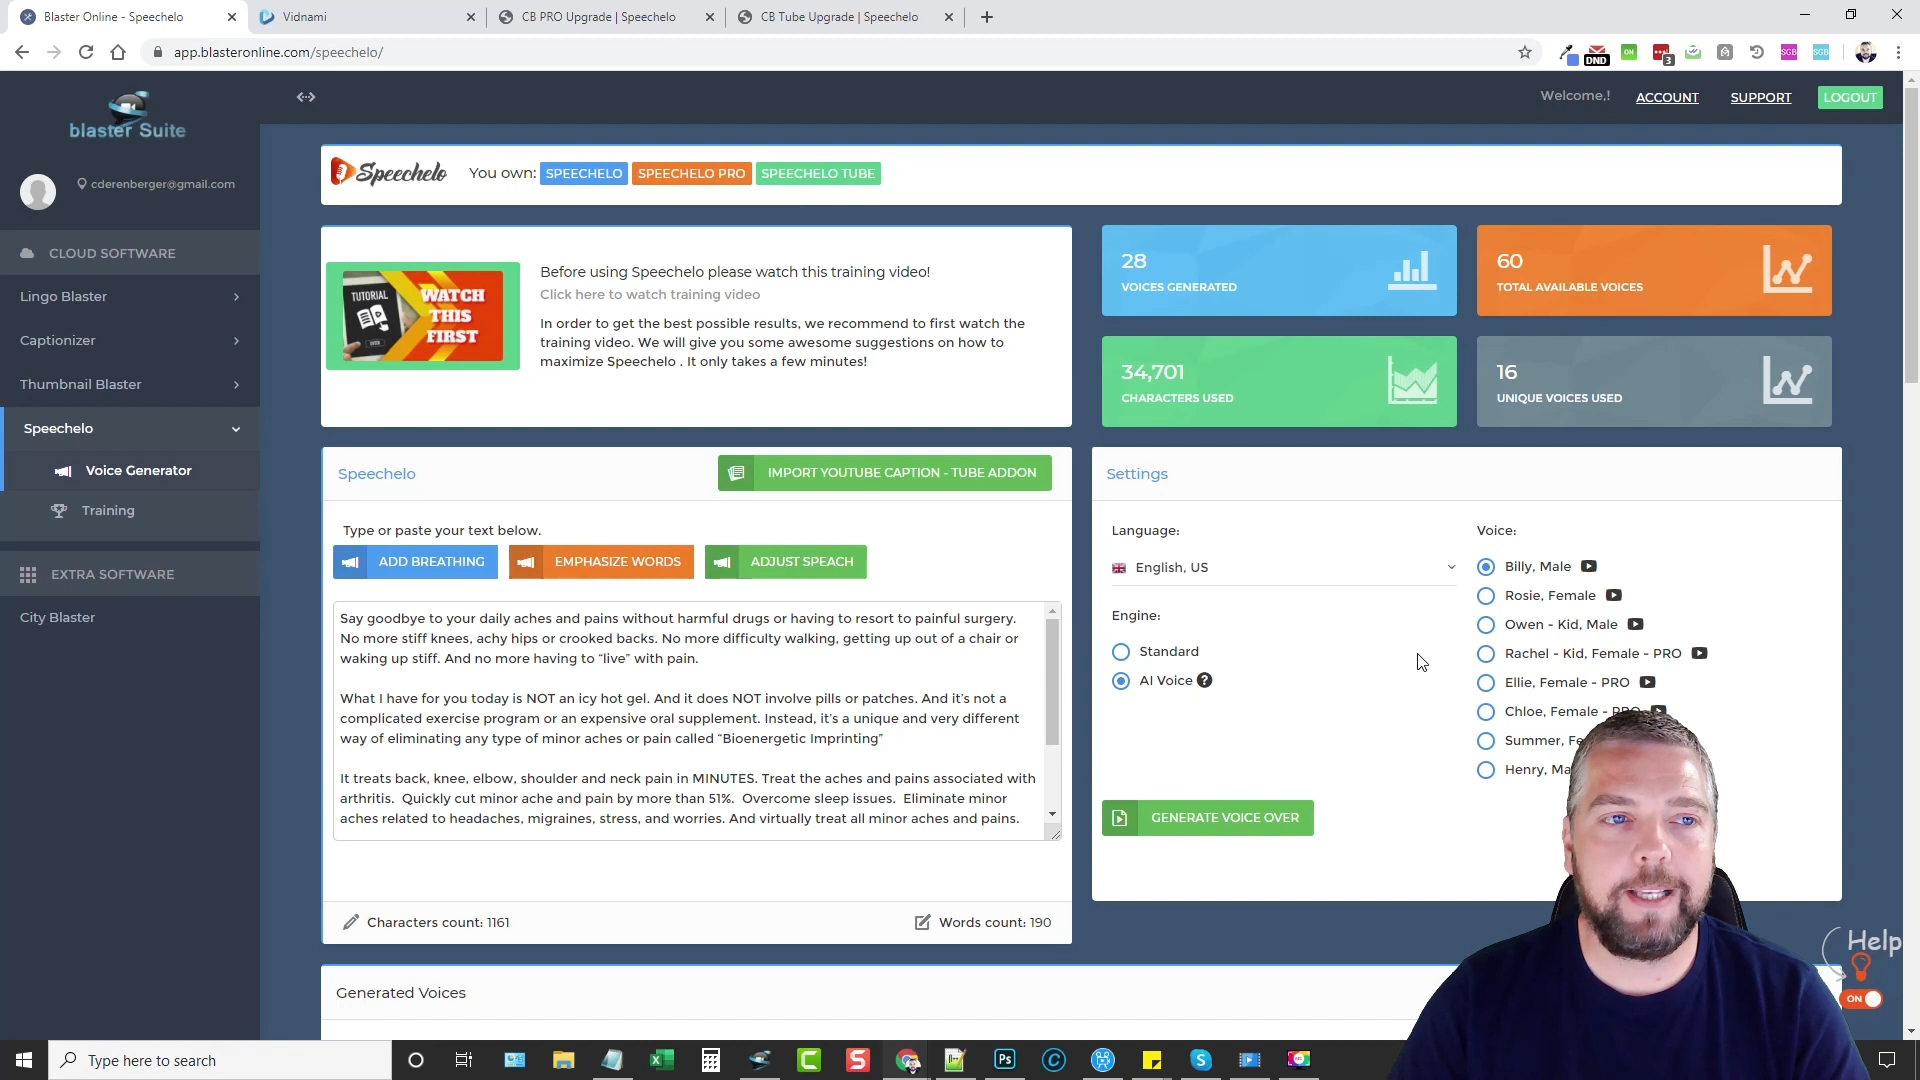 Blaster Online - Speechelo
Vidnami
CB PRO Upgrade | Speechelo
CB Tube Upgrade | Speechelo
app.blasteronline.com/speechelo/
DND
ON
3
SGB
SGB
blaster Suite
Welcome,!
ACCOUNT
SUPPORT
LOGOUT
cderenberger@gmail.com
CLOUD SOFTWARE
Lingo Blaster
Captionizer
Thumbnail Blaster
Speechelo
Voice Generator
Training
EXTRA SOFTWARE
City Blaster
Speechelo
You own: SPEECHELO SPEECHELO PRO SPEECHELO TUBE
TUTORIAL
WATCH
THIS
FIRST
Before using Speechelo please watch this training video!
Click here to watch training video
In order to get the best possible results, we recommend to first watch the
training video. We will give you some awesome suggestions on how to
maximize Speechelo . It only takes a few minutes!
28
VOICES GENERATED
60
TOTAL AVAILABLE VOICES
34,701
CHARACTERS USED
16
UNIQUE VOICES USED
Speechelo
IMPORT YOUTUBE CAPTION - TUBE ADDON
Type or paste your text below.
ADD BREATHING
EMPHASIZE WORDS
ADJUST SPEACH
Say goodbye to your daily aches and pains without harmful drugs or having to resort to painful surgery.
No more stiff knees, achy hips or crooked backs. No more difficulty walking, getting up out of a chair or
waking up stiff. And no more having to “live” with pain.
What I have for you today is NOT an icy hot gel. And it does NOT involve pills or patches. And it’s not a
complicated exercise program or an expensive oral supplement. Instead, it’s a unique and very different
way of eliminating any type of minor aches or pain called “Bioenergetic Imprinting”
It treats back, knee, elbow, shoulder and neck pain in MINUTES. Treat the aches and pains associated with
arthritis. Quickly cut minor ache and pain by more than 51%. Overcome sleep issues. Eliminate minor
aches related to headaches, migraines, stress, and worries. And virtually treat all minor aches and pains.
Characters count: 1161
Words count: 190
Settings
Language:
English, US
Engine:
Standard
AI Voice
Voice:
Billy, Male
Rosie, Female
Owen - Kid, Male
Rachel - Kid, Female - PRO
Ellie, Female - PRO
Chloe, Female - PRO
Summer, Fe
Henry, Ma
GENERATE VOICE OVER
Help
ON
Generated Voices
Type here to search